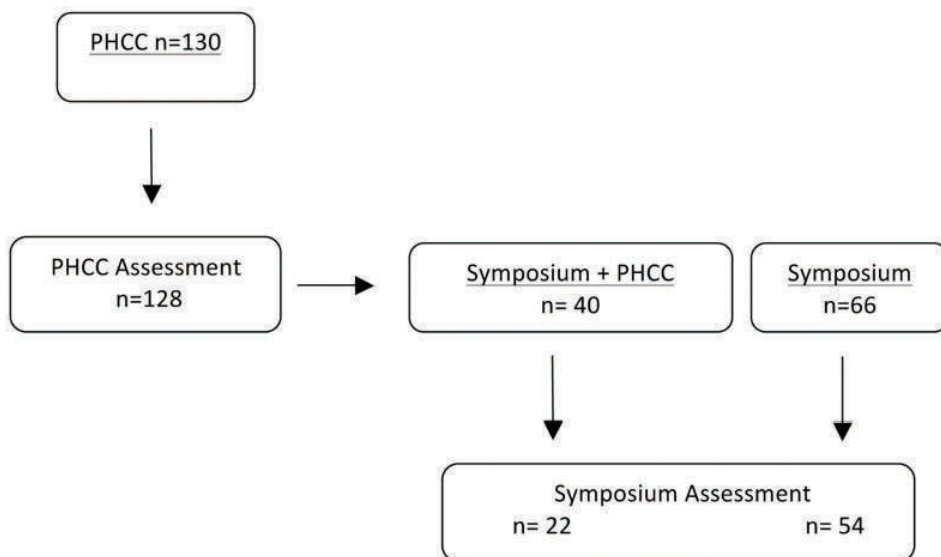 PHCC n=130
PHCC Assessment
n=128
Symposium + PHCC
n= 40
Symposium
n=66
Symposium Assessment
n= 22 n= 54